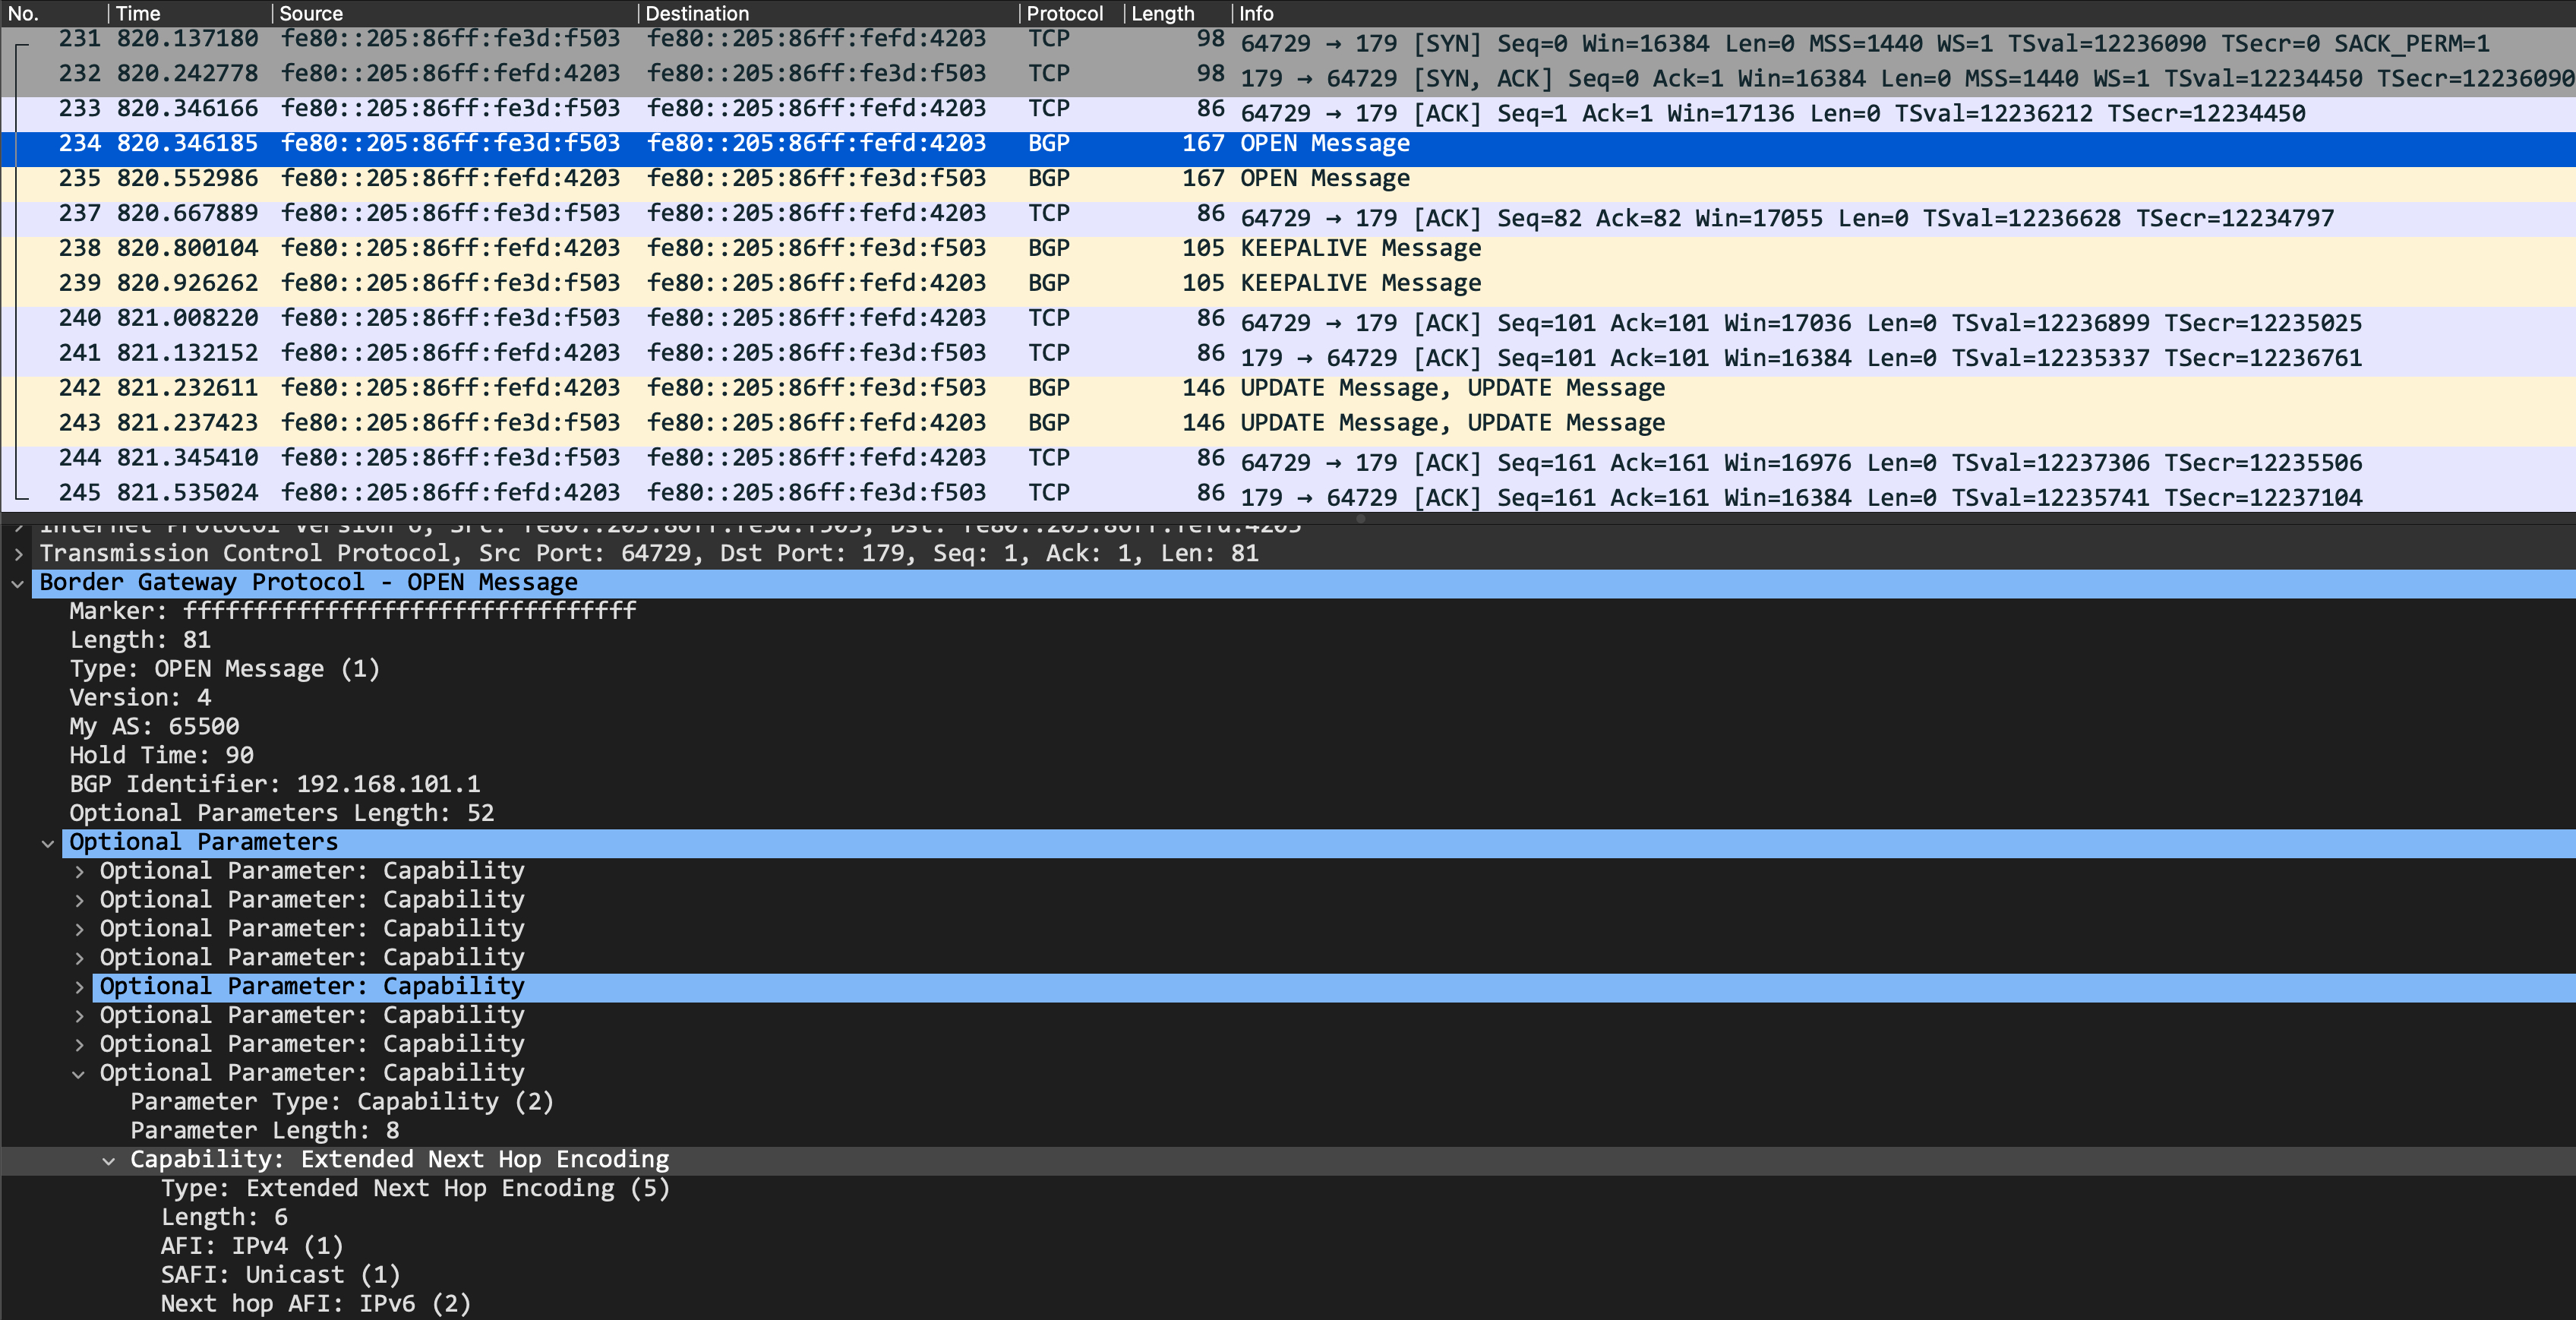 No. Time Source Destination Protocol Length Info
231 820.137180 fe80::205:86ff:fe3d:f503 fe80::205:86ff:fefd:4203 TCP 98 64729 → 179 [SYN] Seq=0 Win=16384 Len=0 MSS=1440 WS=1 TSval=12236090 TSecr=0 SACK_PERM=1
232 820.242778 fe80::205:86ff:fefd:4203 fe80::205:86ff:fe3d:f503 TCP 98 179 → 64729 [SYN, ACK] Seq=0 Ack=1 Win=16384 Len=0 MSS=1440 WS=1 TSval=12234450 TSecr=12236090
233 820.346166 fe80::205:86ff:fe3d:f503 fe80::205:86ff:fefd:4203 TCP 86 64729 → 179 [ACK] Seq=1 Ack=1 Win=17136 Len=0 TSval=12236212 TSecr=12234450
234 820.346185 fe80::205:86ff:fe3d:f503 fe80::205:86ff:fefd:4203 BGP 167 OPEN Message
235 820.552986 fe80::205:86ff:fefd:4203 fe80::205:86ff:fe3d:f503 BGP 167 OPEN Message
237 820.667889 fe80::205:86ff:fe3d:f503 fe80::205:86ff:fefd:4203 TCP 86 64729 → 179 [ACK] Seq=82 Ack=82 Win=17055 Len=0 TSval=12236628 TSecr=12234797
238 820.800104 fe80::205:86ff:fefd:4203 fe80::205:86ff:fe3d:f503 BGP 105 KEEPALIVE Message
239 820.926262 fe80::205:86ff:fe3d:f503 fe80::205:86ff:fefd:4203 BGP 105 KEEPALIVE Message
240 821.008220 fe80::205:86ff:fe3d:f503 fe80::205:86ff:fefd:4203 TCP 86 64729 → 179 [ACK] Seq=101 Ack=101 Win=17036 Len=0 TSval=12236899 TSecr=12235025
241 821.132152 fe80::205:86ff:fefd:4203 fe80::205:86ff:fe3d:f503 TCP 86 179 → 64729 [ACK] Seq=101 Ack=101 Win=16384 Len=0 TSval=12235337 TSecr=12236761
242 821.232611 fe80::205:86ff:fefd:4203 fe80::205:86ff:fe3d:f503 BGP 146 UPDATE Message, UPDATE Message
243 821.237423 fe80::205:86ff:fe3d:f503 fe80::205:86ff:fefd:4203 BGP 146 UPDATE Message, UPDATE Message
244 821.345410 fe80::205:86ff:fe3d:f503 fe80::205:86ff:fefd:4203 TCP 86 64729 → 179 [ACK] Seq=161 Ack=161 Win=16976 Len=0 TSval=12237306 TSecr=12235506
245 821.535024 fe80::205:86ff:fefd:4203 fe80::205:86ff:fe3d:f503 TCP 86 179 → 64729 [ACK] Seq=161 Ack=161 Win=16384 Len=0 TSval=12235741 TSecr=12237104
Internet Protocol Version 6, Src: fe80::205:86ff:fe3d:f503, Dst: fe80::205:86ff:fefd:4203
Transmission Control Protocol, Src Port: 64729, Dst Port: 179, Seq: 1, Ack: 1, Len: 81
Border Gateway Protocol - OPEN Message
Marker: ffffffffffffffffffffffffffffffff
Length: 81
Type: OPEN Message (1)
Version: 4
My AS: 65500
Hold Time: 90
BGP Identifier: 192.168.101.1
Optional Parameters Length: 52
Optional Parameters
Optional Parameter: Capability
Optional Parameter: Capability
Optional Parameter: Capability
Optional Parameter: Capability
Optional Parameter: Capability
Optional Parameter: Capability
Optional Parameter: Capability
Optional Parameter: Capability
Parameter Type: Capability (2)
Parameter Length: 8
Capability: Extended Next Hop Encoding
Type: Extended Next Hop Encoding (5)
Length: 6
AFI: IPv4 (1)
SAFI: Unicast (1)
Next hop AFI: IPv6 (2)